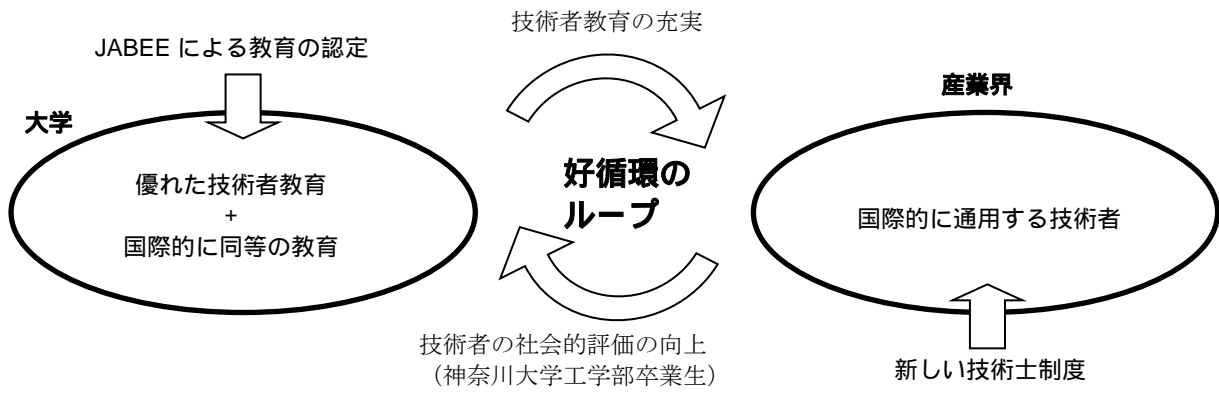 技術者教育の充実
JABEE による教育の認定
大学
産業界
優れた技術者教育
+
国際的に同等の教育
好循環の
ループ
国際的に通用する技術者
技術者の社会的評価の向上
（神奈川大学工学部卒業生）
新しい技術士制度